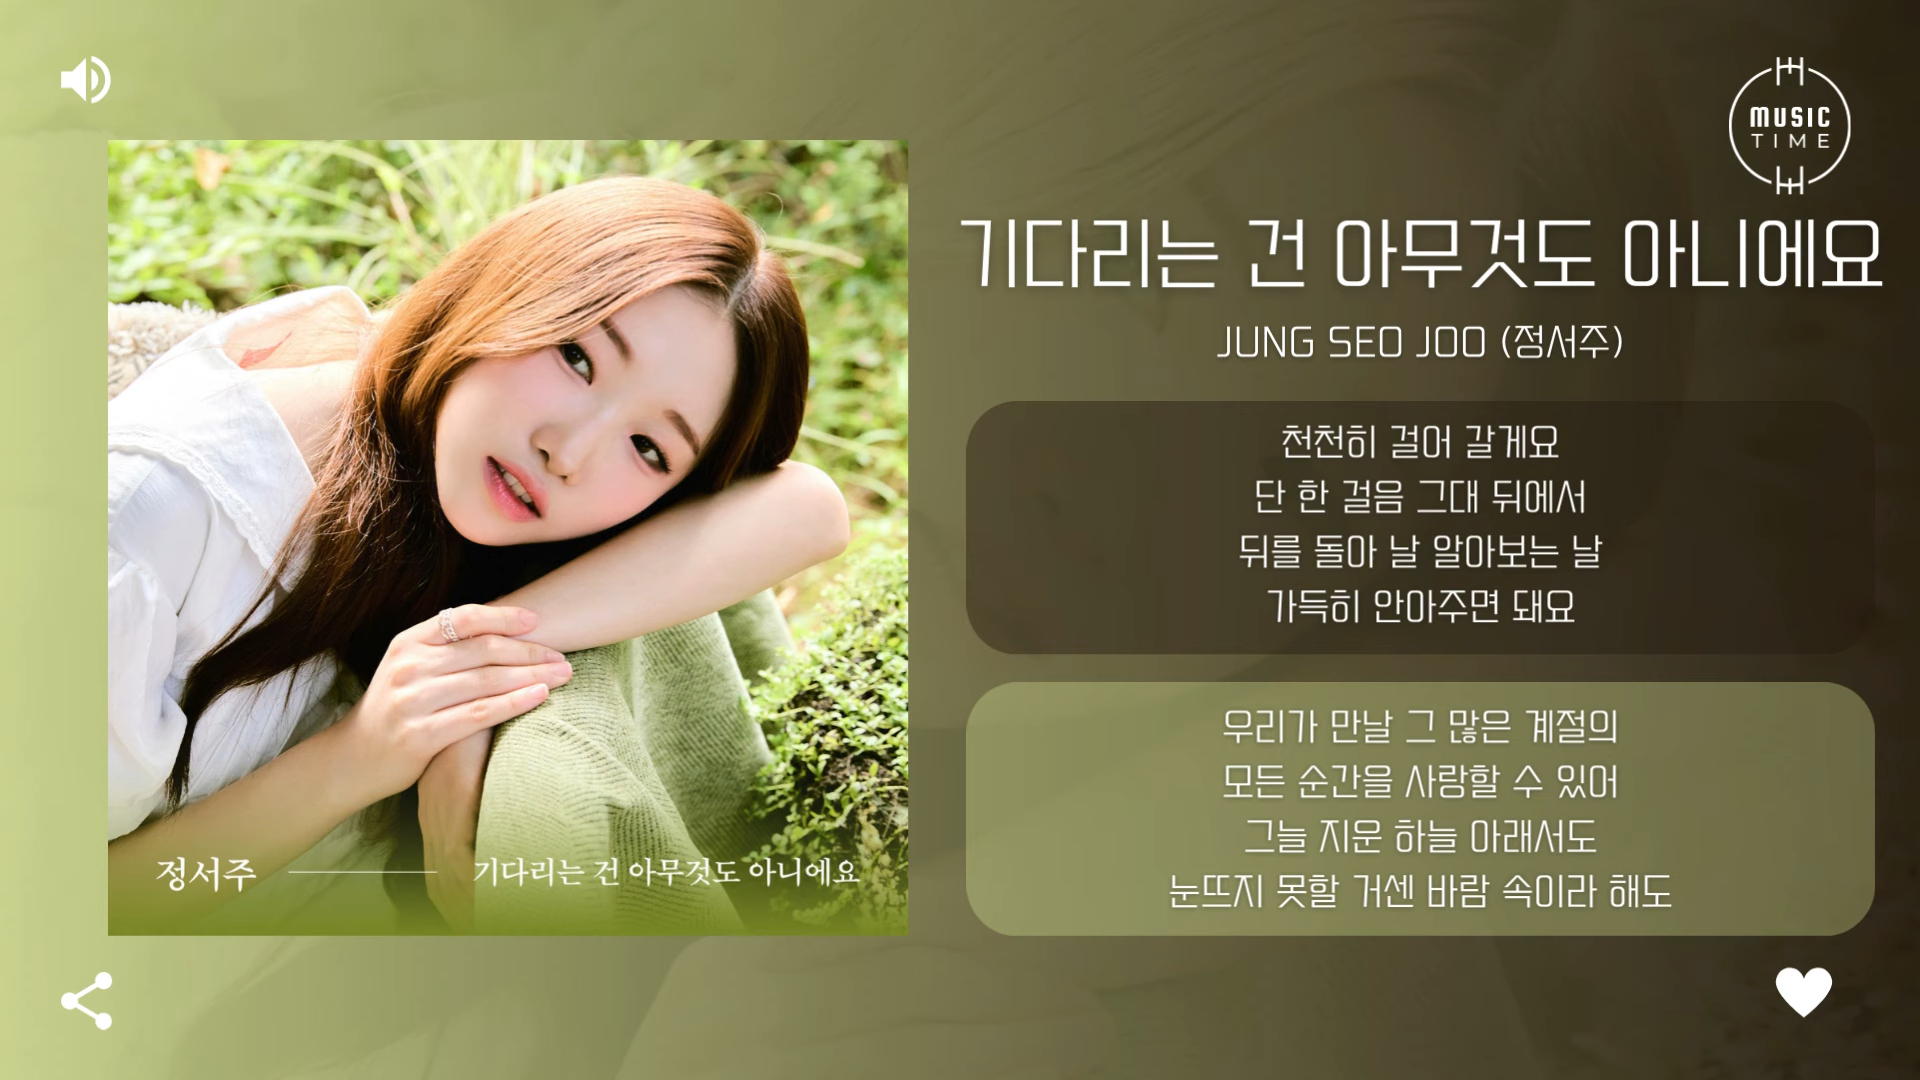 MUSIC
TIME
기다리는 건 아무것도 아니에요
JUNG SEO JOO (정서주)
천천히 걸어 갈게요
단 한 걸음 그대 뒤에서
뒤를 돌아 날 알아보는 날
가득히 안아주면 돼요
우리가 만날 그 많은 계절의
모든 순간을 사랑할 수 있어
그늘 지운 하늘 아래서도
눈뜨지 못할 거센 바람 속이라 해도
정서주 기다리는 건 아무것도 아니에요